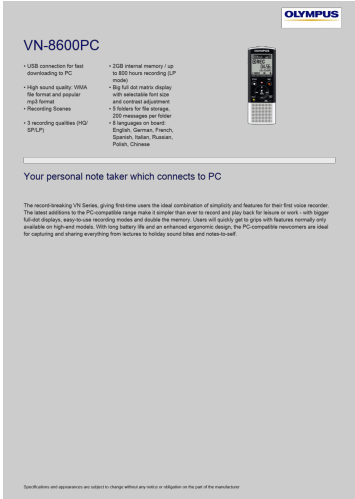 OLYMPUS
VN-8600PC
• USB connection for fast
downloading to PC
• High sound quality: WMA
file format and popular
mp3 format
• Recording Scenes
• 3 recording qualities (HQ/
SP/LP)
• 2GB internal memory / up
to 800 hours recording (LP
mode)
• Big full dot matrix display
with selectable font size
and contrast adjustment
• 5 folders for file storage,
200 messages per folder
• 8 languages on board:
English, German, French,
Spanish, Italian, Russian,
Polish, Chinese
Your personal note taker which connects to PC
The record-breaking VN Series, giving first-time users the ideal combination of simplicity and features for their first voice recorder.
The latest additions to the PC-compatible range make it simpler than ever to record and play back for leisure or work - with bigger
full-dot displays, easy-to-use recording modes and double the memory. Users will quickly get to grips with features normally only
available on high-end models. With long battery life and an enhanced ergonomic design, the PC-compatible newcomers are ideal
for capturing and sharing everything from lectures to holiday sound bites and notes-to-self.
Specifications and appearances are subject to change without any notice or obligation on the part of the manufacturer